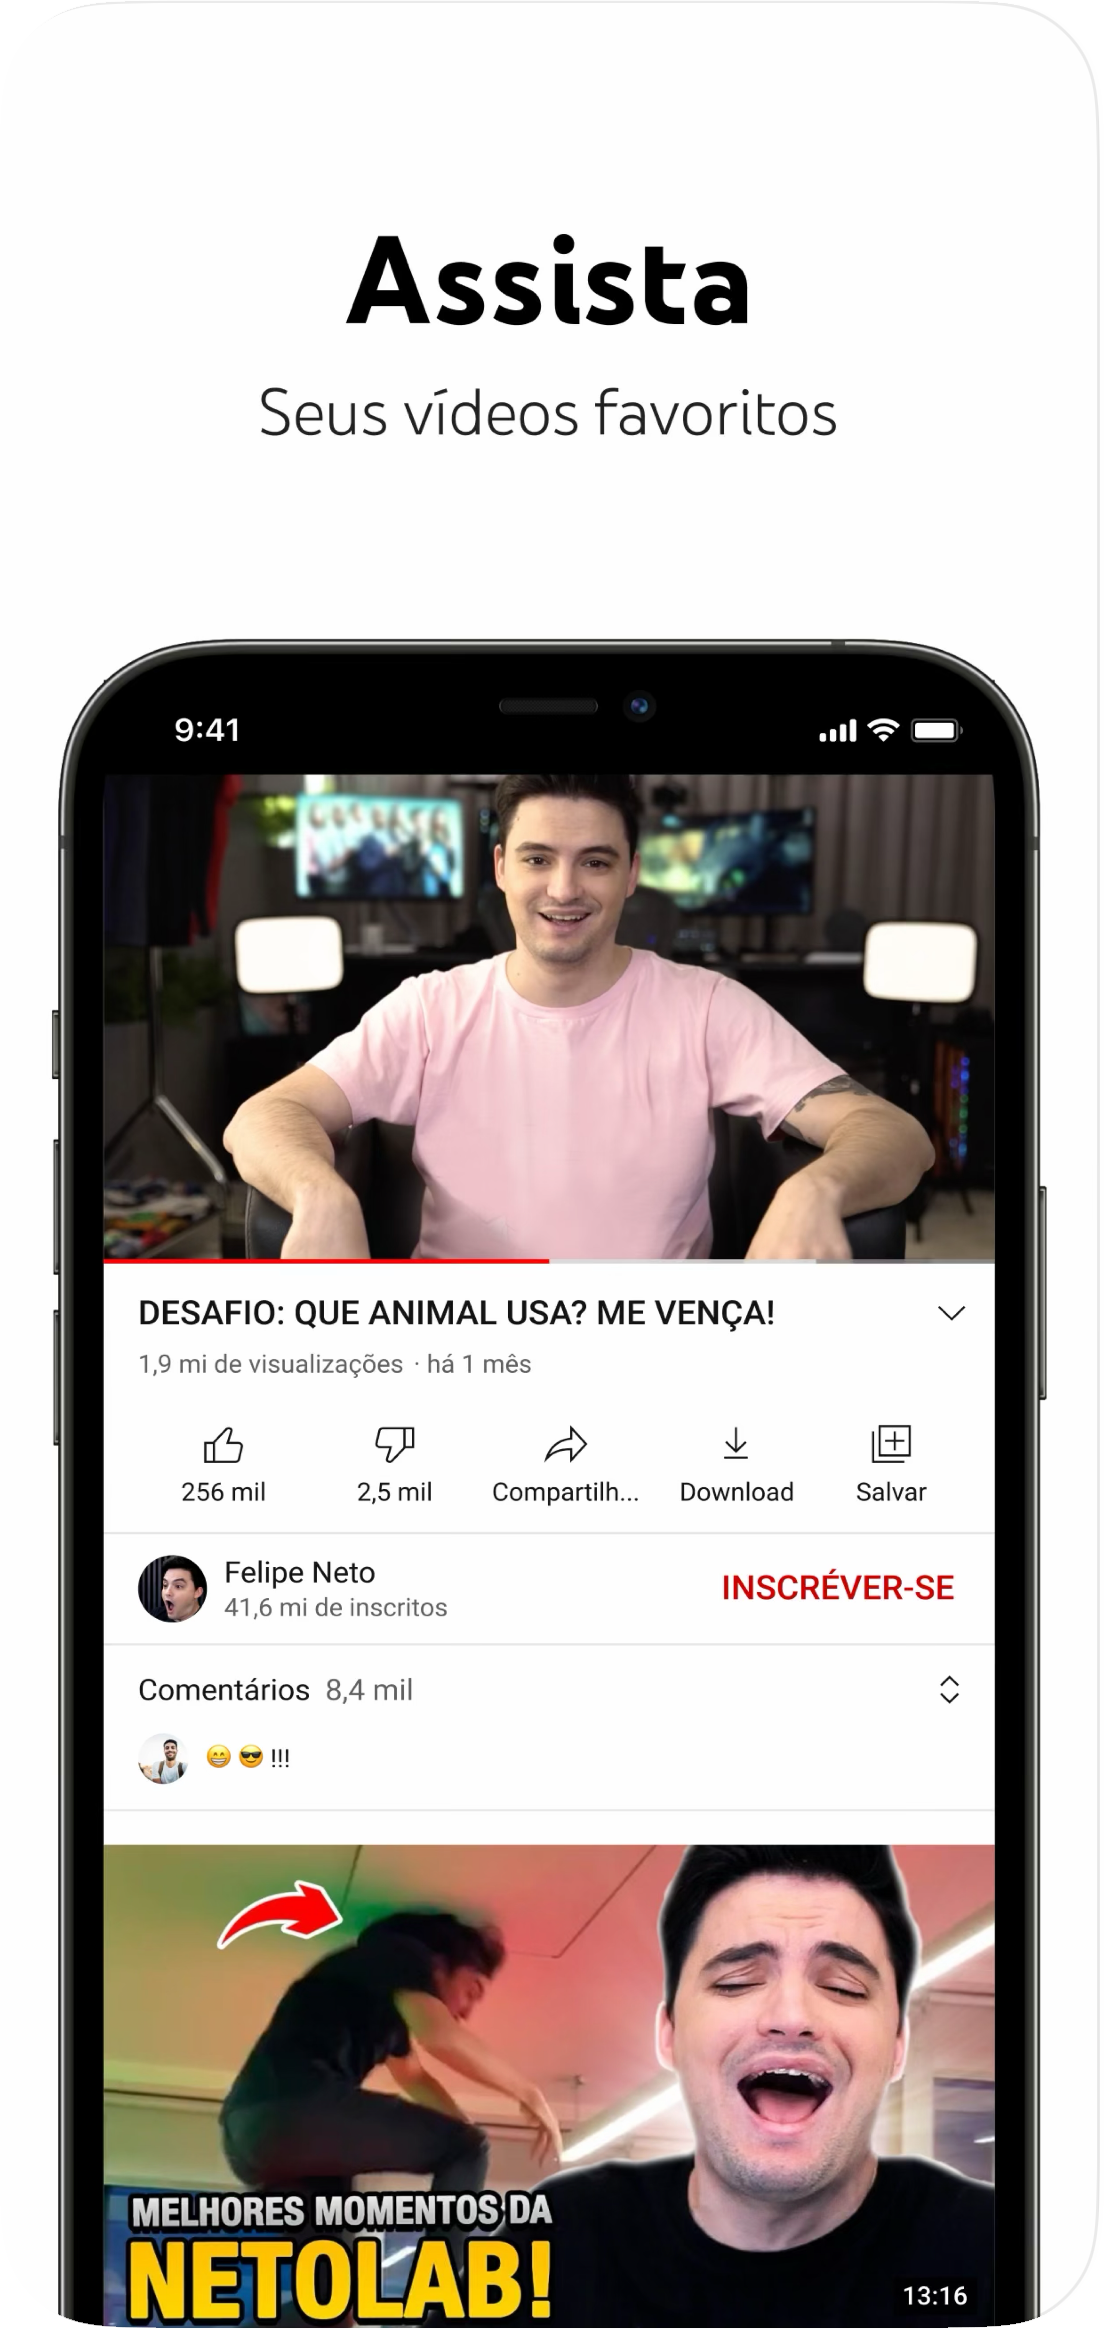 Assista
Seus vídeos favoritos
9:41
DESAFIO: QUE ANIMAL USA? ME VENÇA!
1,9 mi de visualizações · há 1 mês
256 mil 2,5 mil Compartilh... Download Salvar
Felipe Neto
41,6 mi de inscritos
INSCRÉVER-SE
Comentários 8,4 mil
😁 😎 !!!
MELHORES MOMENTOS DA
NETOLAB!
13:16